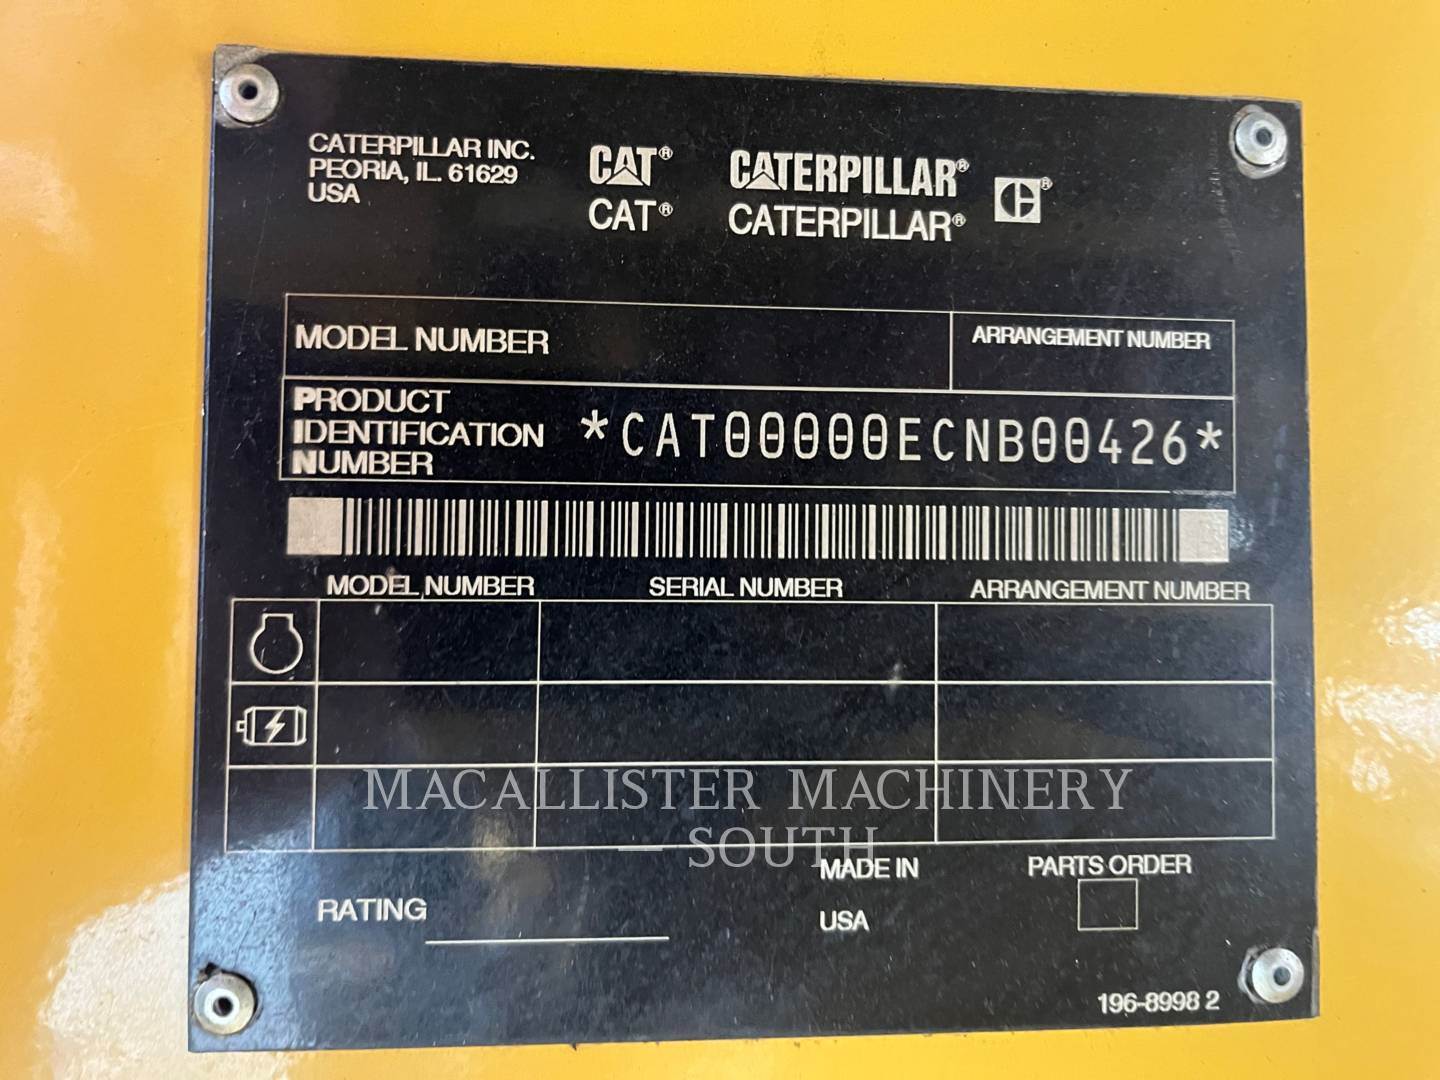 CATERPILLAR INC.
PEORIA, IL. 61629
USA
CAT® CATERPILLAR® C®
CAT® CATERPILLAR®
MODEL NUMBER ARRANGEMENT NUMBER
PRODUCT
IDENTIFICATION
NUMBER
*CAT00000ECNB00426*
MODEL NUMBER SERIAL NUMBER ARRANGEMENT NUMBER
MACALLISTER MACHINERY
— SOUTH
MADE IN PARTS ORDER
RATING
USA
196-8998 2